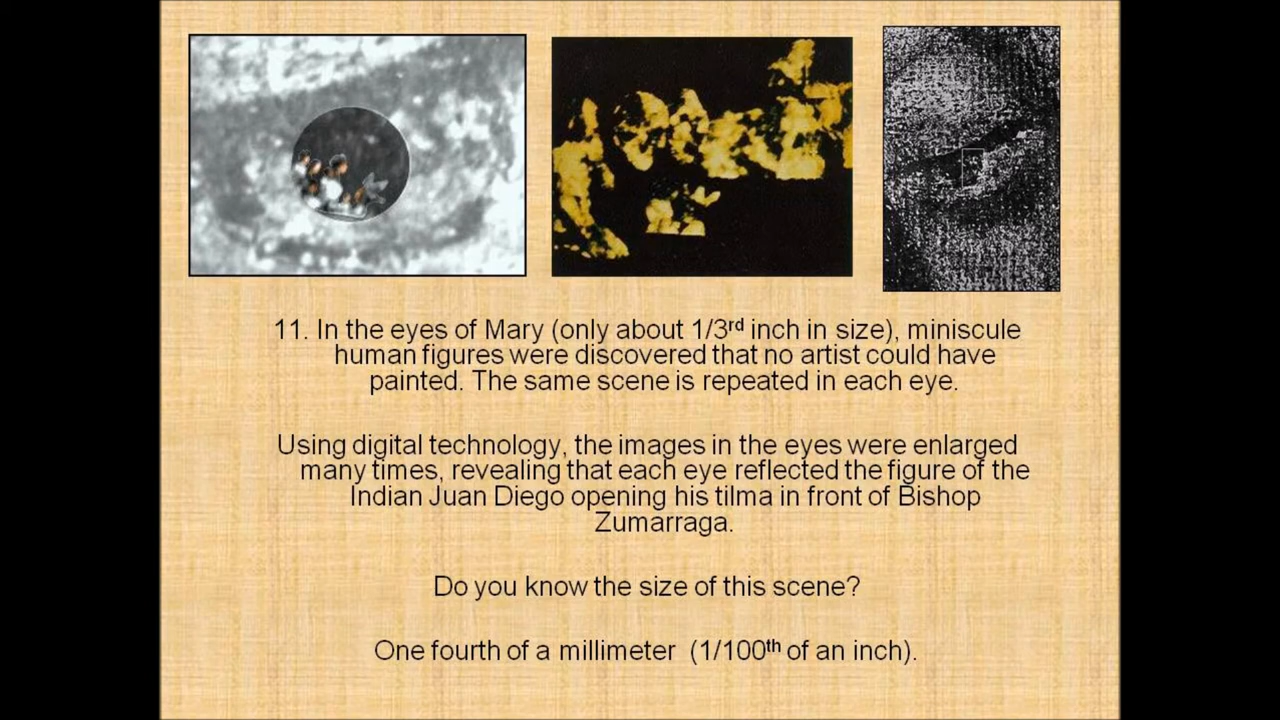 11. In the eyes of Mary (only about 1/3rd inch in size), miniscule
human figures were discovered that no artist could have
painted. The same scene is repeated in each eye.
Using digital technology, the images in the eyes were enlarged
many times, revealing that each eye reflected the figure of the
Indian Juan Diego opening his tilma in front of Bishop
Zumarraga.
Do you know the size of this scene?
One fourth of a millimeter (1/100th of an inch).